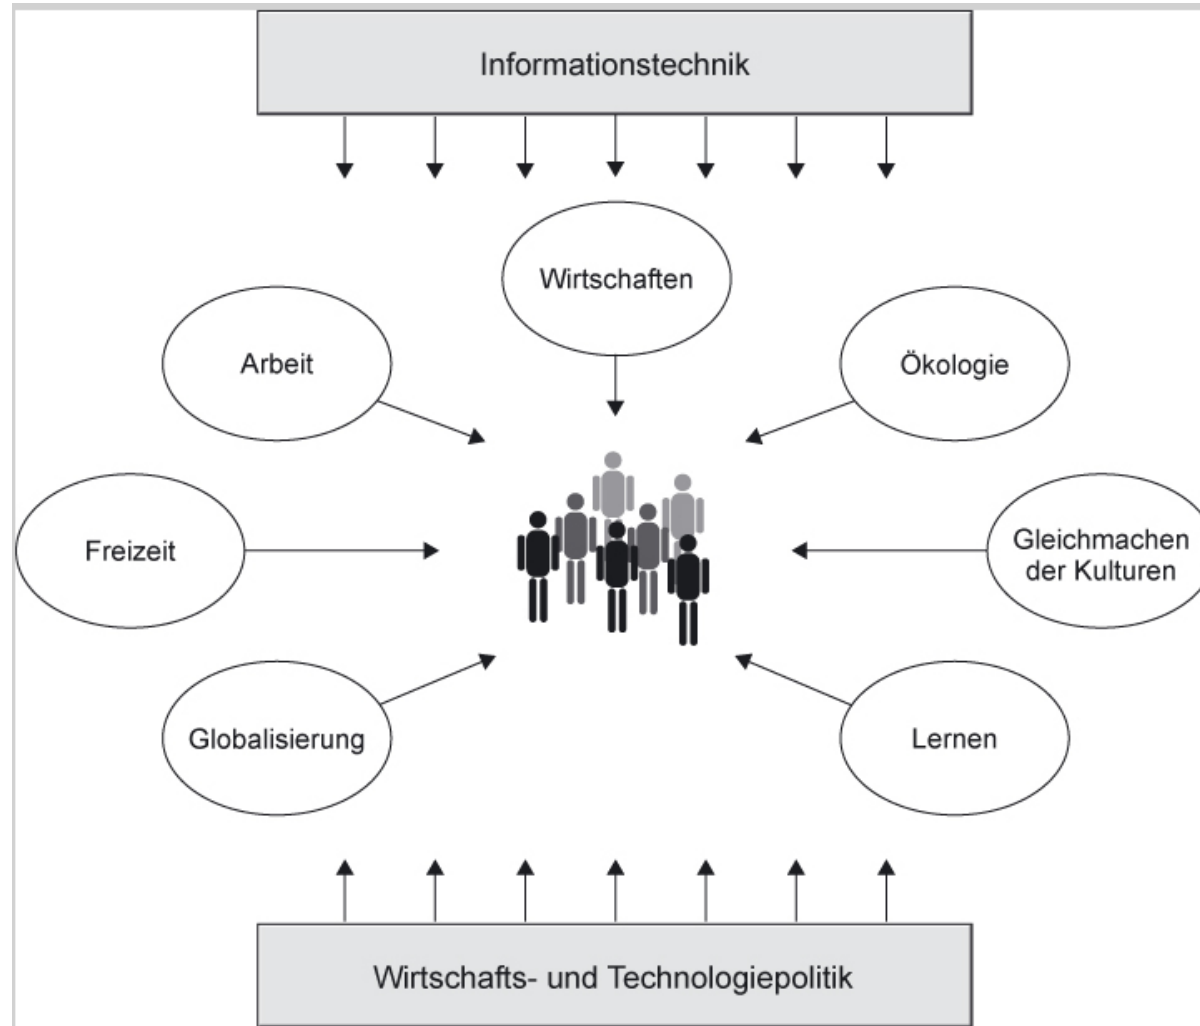 Informationstechnik
Wirtschaften
Arbeit
Ökologie
Freizeit
Gleichmachen
der Kulturen
Globalisierung
Lernen
Wirtschafts- und Technologiepolitik